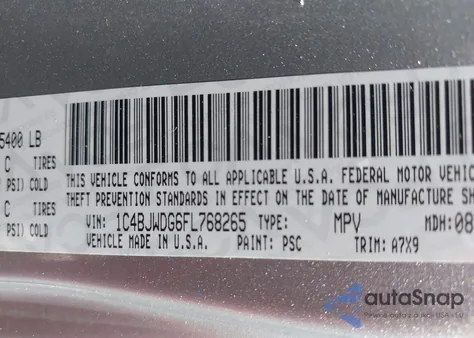 5400 LB
C TIRES
PSI) COLD
C TIRES
PSI) COLD
THIS VEHICLE CONFORMS TO ALL APPLICABLE U.S.A. FEDERAL MOTOR VEHIC
THEFT PREVENTION STANDARDS IN EFFECT ON THE DATE OF MANUFACTURE SH
VIN: 1C4BJWDG6FL768265 TYPE: MPV MDH: 08
VEHICLE MADE IN U.S.A. PAINT: PSC TRIM: A7X9
autoSnap